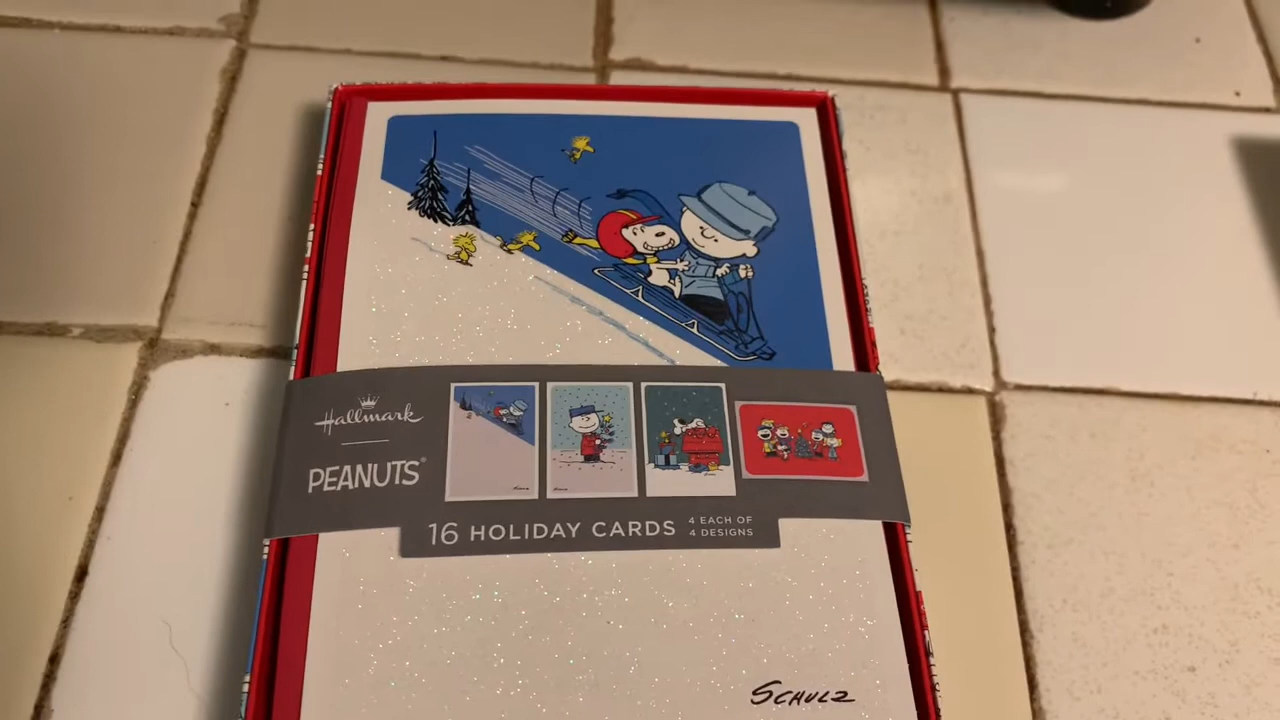 Hallmark
PEANUTS®
16 HOLIDAY CARDS
4 EACH OF
4 DESIGNS
SCHULZ